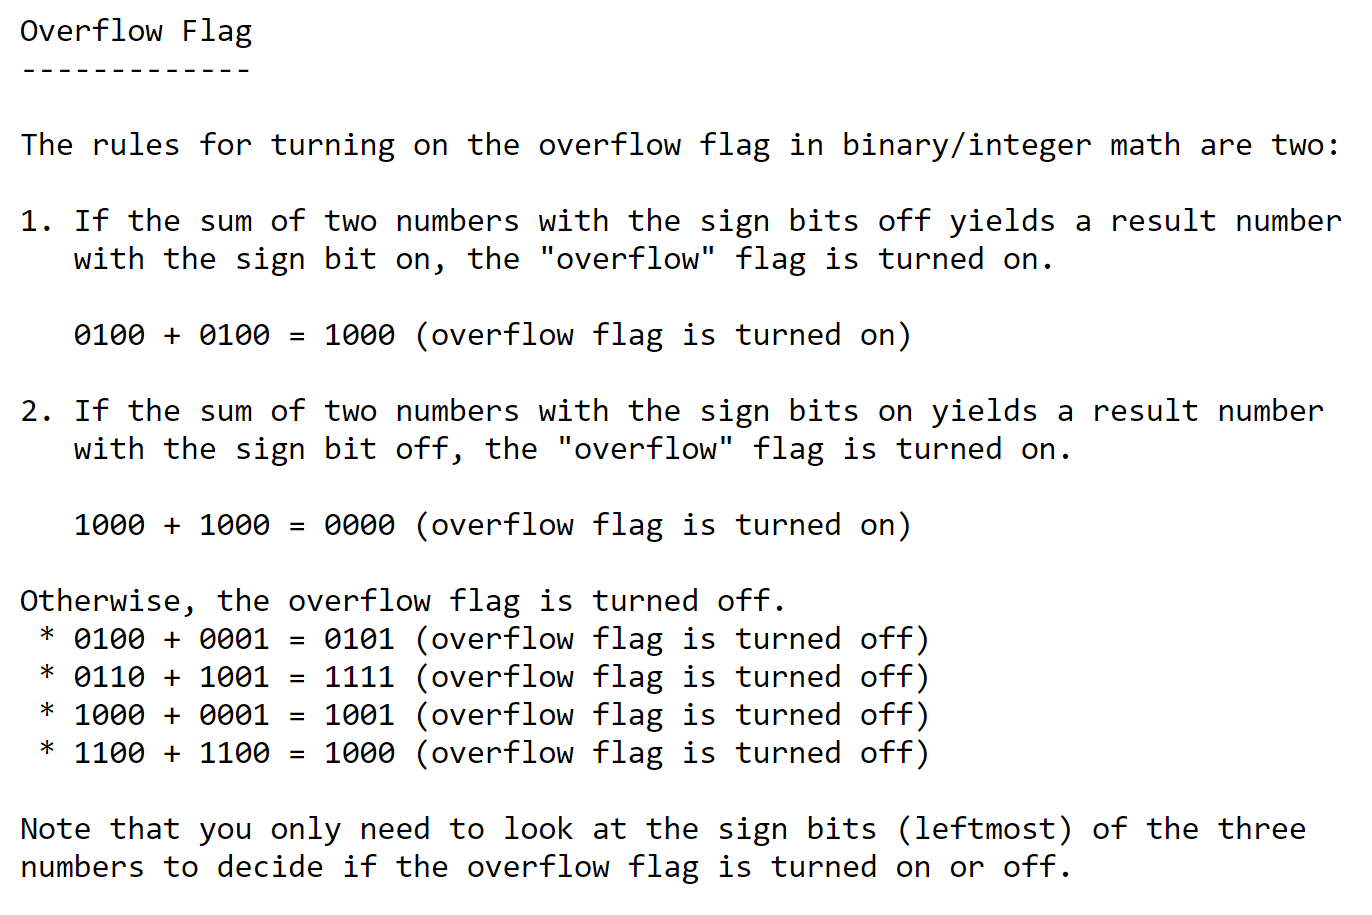 Overflow Flag
-------------
The rules for turning on the overflow flag in binary/integer math are two:
1. If the sum of two numbers with the sign bits off yields a result number
with the sign bit on, the "overflow" flag is turned on.
0100 + 0100 = 1000 (overflow flag is turned on)
2. If the sum of two numbers with the sign bits on yields a result number
with the sign bit off, the "overflow" flag is turned on.
1000 + 1000 = 0000 (overflow flag is turned on)
Otherwise, the overflow flag is turned off.
* 0100 + 0001 = 0101 (overflow flag is turned off)
* 0110 + 1001 = 1111 (overflow flag is turned off)
* 1000 + 0001 = 1001 (overflow flag is turned off)
* 1100 + 1100 = 1000 (overflow flag is turned off)
Note that you only need to look at the sign bits (leftmost) of the three
numbers to decide if the overflow flag is turned on or off.